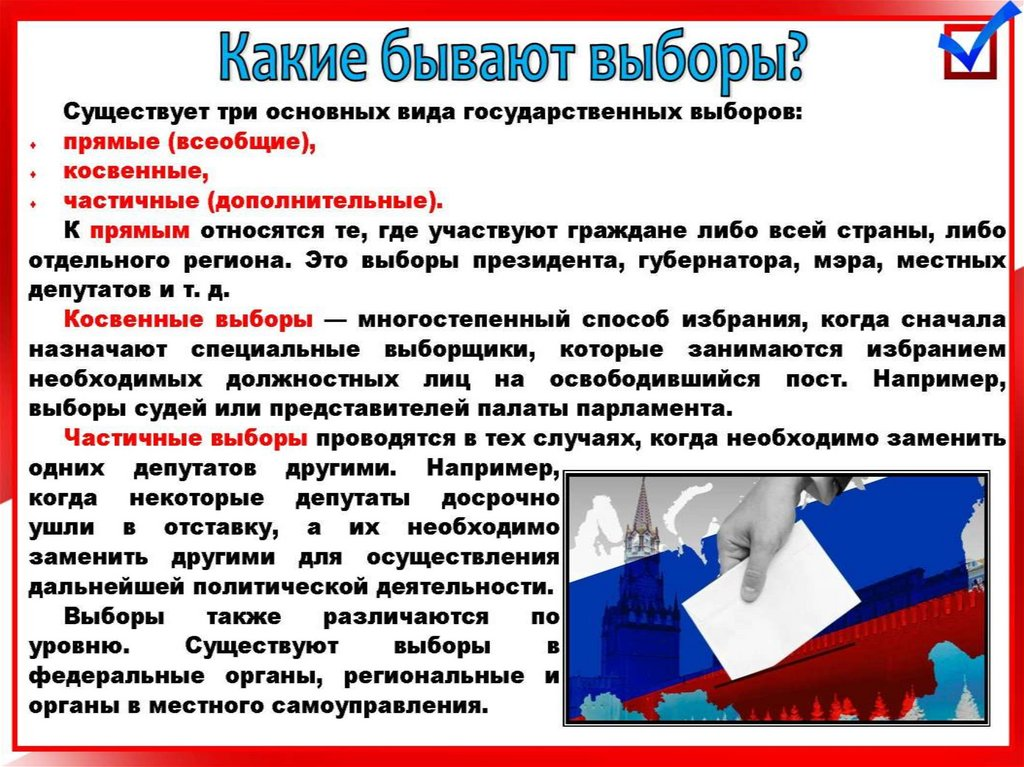 Какие бывают выборы?
Существует три основных вида государственных выборов:
прямые (всеобщие),
косвенные,
частичные (дополнительные).
К прямым относятся те, где участвуют граждане либо всей страны, либо
отдельного региона. Это выборы президента, губернатора, мэра, местных
депутатов и т. д.
Косвенные выборы — многостепенный способ избрания, когда сначала
назначают специальные выборщики, которые занимаются избранием
необходимых должностных лиц на освободившийся пост. Например,
выборы судей или представителей палаты парламента.
Частичные выборы проводятся в тех случаях, когда необходимо заменить
одних депутатов другими. Например,
когда некоторые депутаты досрочно
ушли в отставку, а их необходимо
заменить другими для осуществления
дальнейшей политической деятельности.
Выборы также различаются по
уровню. Существуют выборы в
федеральные органы, региональные и
органы в местного самоуправления.